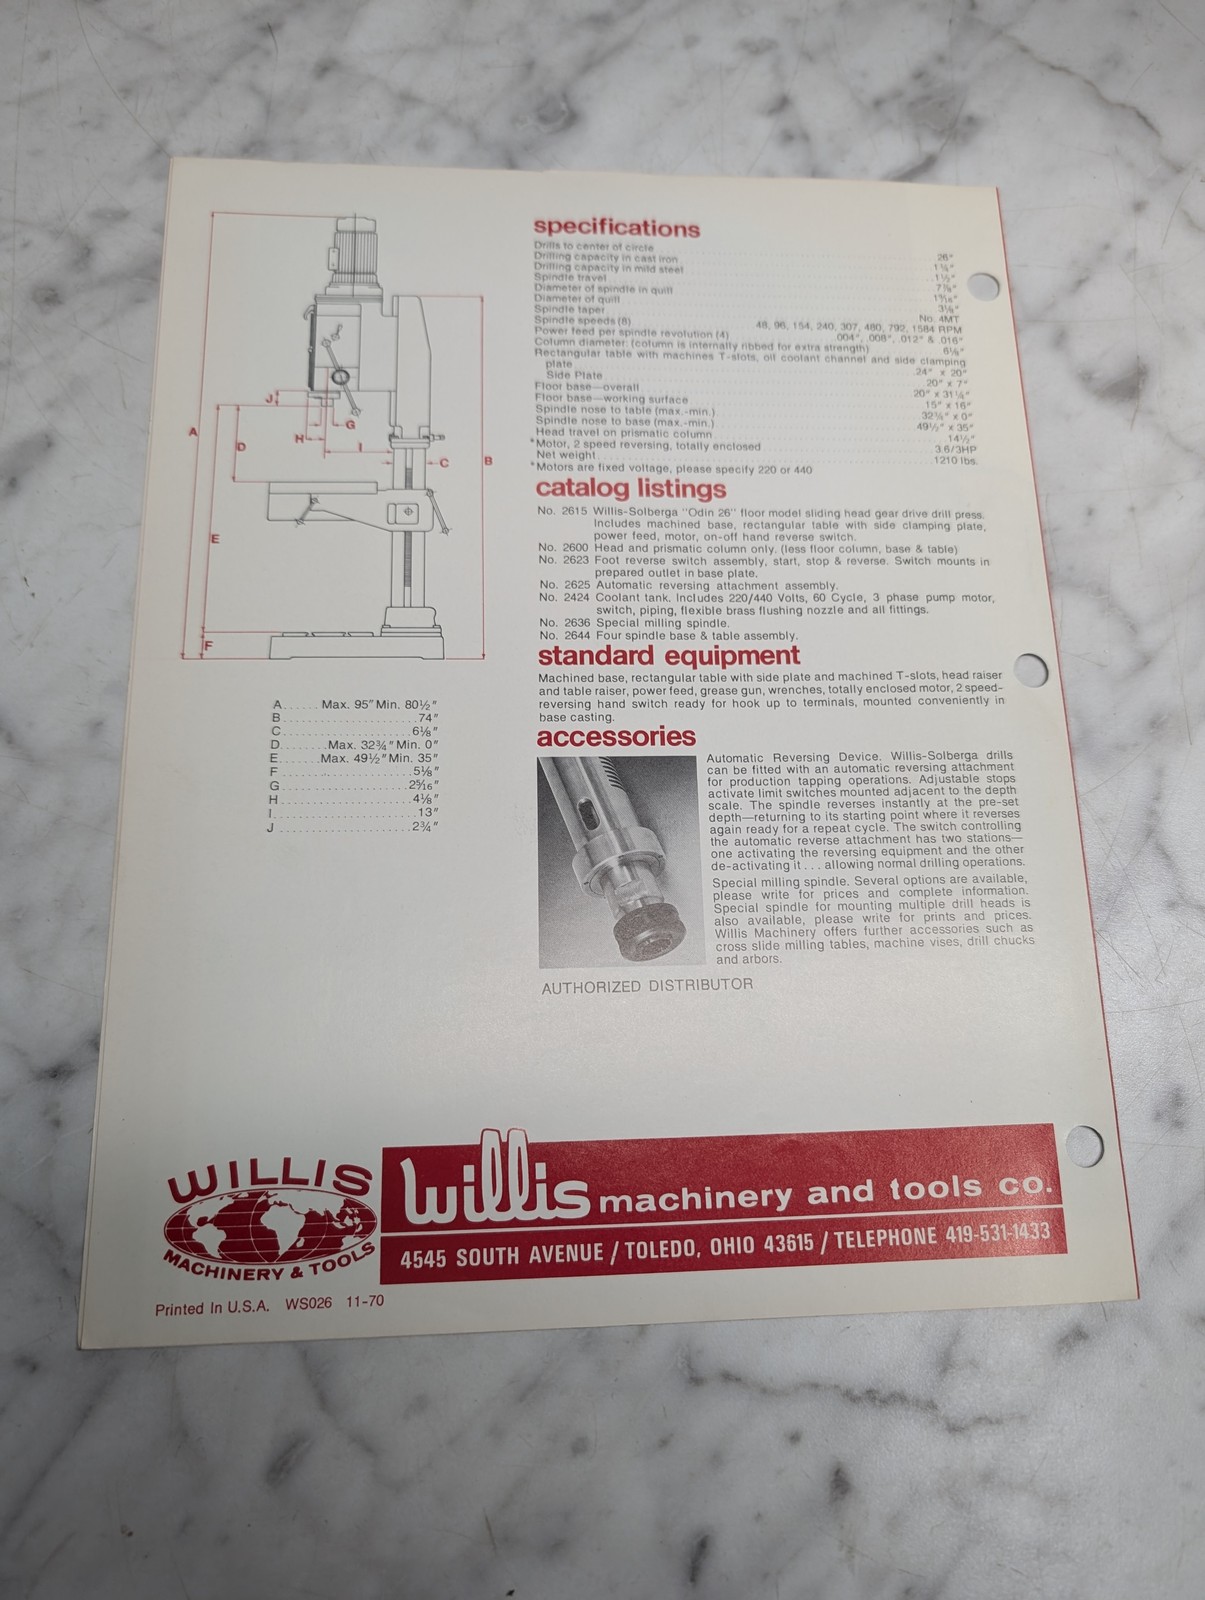 specifications
Drills to center of circle 26"
Drilling capacity in cast iron 1¾"
Drilling capacity in mild steel 1½"
Spindle travel 7⅞"
Diameter of spindle in quill
Diameter of quill 3⅛"
Spindle taper No. 4MT
Spindle speeds (8) 48, 96, 154, 240, 307, 480, 792, 1584 RPM
Power feed per spindle revolution (4) .004", .008", .012" & .016"
Column diameter: (column is internally ribbed for extra strength) 6⅛"
Rectangular table with machines T-slots, oil coolant channel and side clamping
plate 24" x 20"
Side Plate 20" x 7"
Floor base—overall 20" x 31¼"
Floor base—working surface 15" x 16"
Spindle nose to table (max.-min.) 32¾" x 0"
Spindle nose to base (max.-min.) 49½" x 35"
Head travel on prismatic column 14½"
*Motor, 2 speed reversing, totally enclosed 3.6/3HP
Net weight 1210 lbs.
*Motors are fixed voltage, please specify 220 or 440
catalog listings
No. 2615 Willis-Solberga "Odin 26" floor model sliding head gear drive drill press.
Includes machined base, rectangular table with side clamping plate,
power feed, motor, on-off hand reverse switch.
No. 2600 Head and prismatic column only. (less floor column, base & table)
No. 2623 Foot reverse switch assembly, start, stop & reverse. Switch mounts in
prepared outlet in base plate.
No. 2625 Automatic reversing attachment assembly.
No. 2424 Coolant tank. Includes 220/440 Volts, 60 Cycle, 3 phase pump motor,
switch, piping, flexible brass flushing nozzle and all fittings.
No. 2636 Special milling spindle.
No. 2644 Four spindle base & table assembly.
standard equipment
Machined base, rectangular table with side plate and machined T-slots, head raiser
and table raiser, power feed, grease gun, wrenches, totally enclosed motor, 2 speed-
reversing hand switch ready for hook up to terminals, mounted conveniently in
base casting.
accessories
Automatic Reversing Device. Willis-Solberga drills
can be fitted with an automatic reversing attachment
for production tapping operations. Adjustable stops
activate limit switches mounted adjacent to the depth
scale. The spindle reverses instantly at the pre-set
depth—returning to its starting point where it reverses
again ready for a repeat cycle. The switch controlling
the automatic reverse attachment has two stations—
one activating the reversing equipment and the other
de-activating it . . . allowing normal drilling operations.
Special milling spindle. Several options are available,
please write for prices and complete information.
Special spindle for mounting multiple drill heads is
also available, please write for prints and prices.
Willis Machinery offers further accessories such as
cross slide milling tables, machine vises, drill chucks
and arbors.
AUTHORIZED DISTRIBUTOR
A
B
C
D
E
F
G
H
I
J
A...... Max. 95" Min. 80½"
B.................... 74"
C.................... 6⅛"
D....... Max. 32¾" Min. 0"
E...... Max. 49½" Min. 35"
F.................... 5⅛"
G.................... 2⁵⁄₁₆"
H.................... 4⅛"
I.................... 13"
J.................... 2¾"
WILLIS
MACHINERY & TOOLS
willis machinery and tools co.
4545 SOUTH AVENUE / TOLEDO, OHIO 43615 / TELEPHONE 419-531-1433
Printed In U.S.A. WS026 11-70